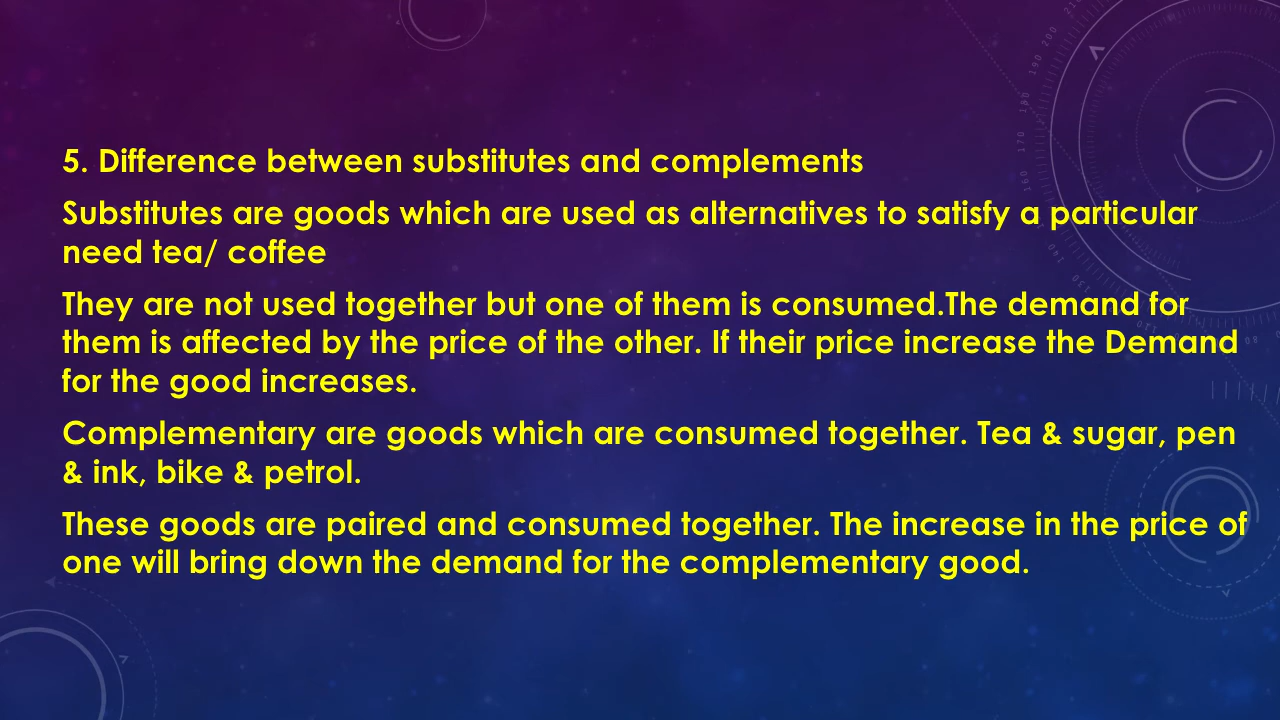 5. Difference between substitutes and complements
Substitutes are goods which are used as alternatives to satisfy a particular
need tea/ coffee
They are not used together but one of them is consumed.The demand for
them is affected by the price of the other. If their price increase the Demand
for the good increases.
Complementary are goods which are consumed together. Tea & sugar, pen
& ink, bike & petrol.
These goods are paired and consumed together. The increase in the price of
one will bring down the demand for the complementary good.